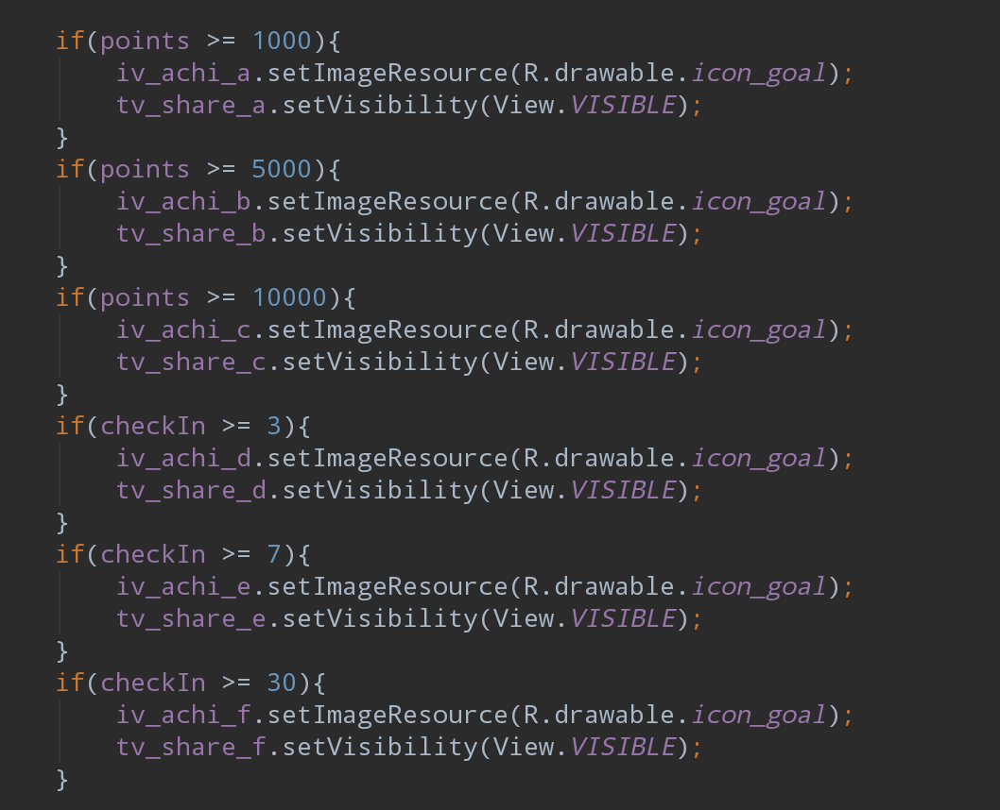 if(points >= 1000){
    iv_achi_a.setImageResource(R.drawable.icon_goal);
    tv_share_a.setVisibility(View.VISIBLE);
}
if(points >= 5000){
    iv_achi_b.setImageResource(R.drawable.icon_goal);
    tv_share_b.setVisibility(View.VISIBLE);
}
if(points >= 10000){
    iv_achi_c.setImageResource(R.drawable.icon_goal);
    tv_share_c.setVisibility(View.VISIBLE);
}
if(checkIn >= 3){
    iv_achi_d.setImageResource(R.drawable.icon_goal);
    tv_share_d.setVisibility(View.VISIBLE);
}
if(checkIn >= 7){
    iv_achi_e.setImageResource(R.drawable.icon_goal);
    tv_share_e.setVisibility(View.VISIBLE);
}
if(checkIn >= 30){
    iv_achi_f.setImageResource(R.drawable.icon_goal);
    tv_share_f.setVisibility(View.VISIBLE);
}